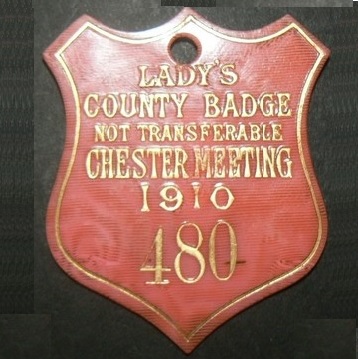 LADY'S
COUNTY BADGE
NOT TRANSFERABLE
CHESTER MEETING
1910
480